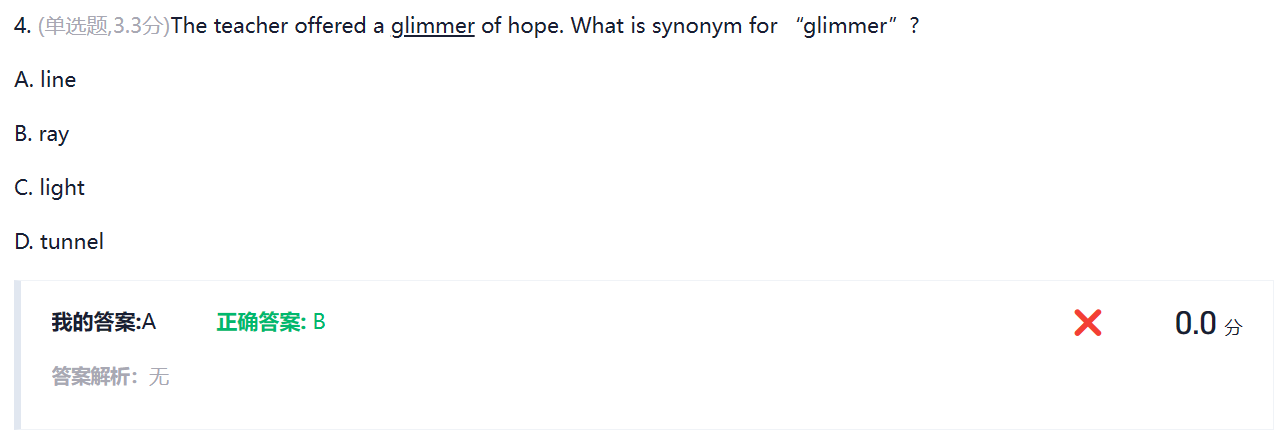 4. (单选题,3.3分)The teacher offered a glimmer of hope. What is synonym for “glimmer”?
A. line
B. ray
C. light
D. tunnel
我的答案:A 正确答案: B 0.0 分
答案解析：无